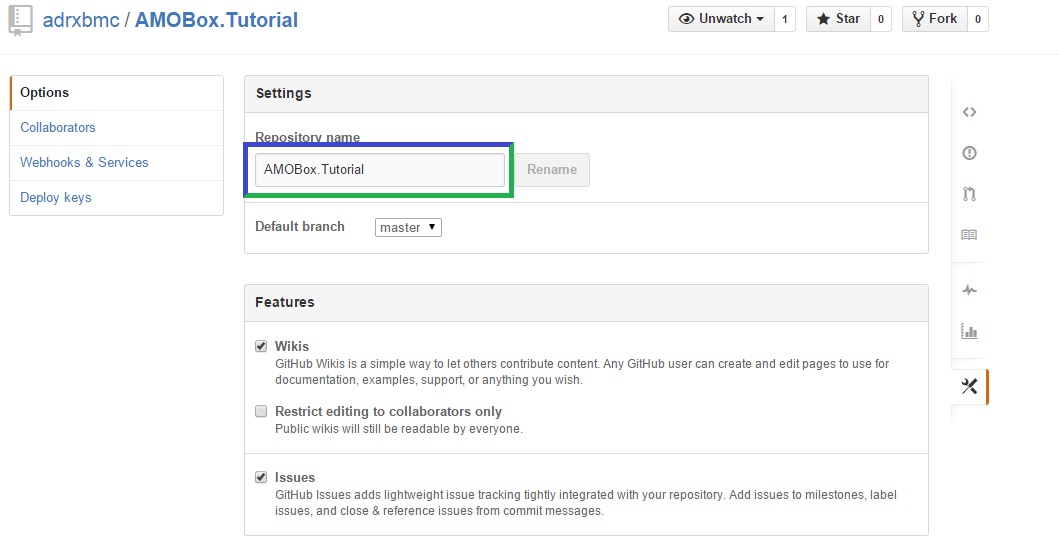 adrxbmc / AMOBox.Tutorial
Unwatch 1 Star 0 Fork 0
Options
Collaborators
Webhooks & Services
Deploy keys
Settings
Repository name
AMOBox.Tutorial Rename
Default branch master
Features
Wikis
GitHub Wikis is a simple way to let others contribute content. Any GitHub user can create and edit pages to use for
documentation, examples, support, or anything you wish.
Restrict editing to collaborators only
Public wikis will still be readable by everyone.
Issues
GitHub Issues adds lightweight issue tracking tightly integrated with your repository. Add issues to milestones, label
issues, and close & reference issues from commit messages.